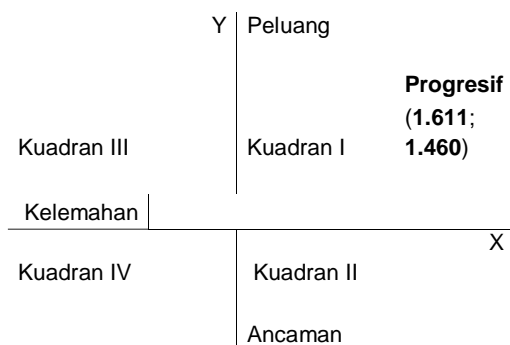 Y Peluang
Progresif
(1.611;
Kuadran III Kuadran I 1.460)
Kelemahan
X
Kuadran IV Kuadran II
Ancaman